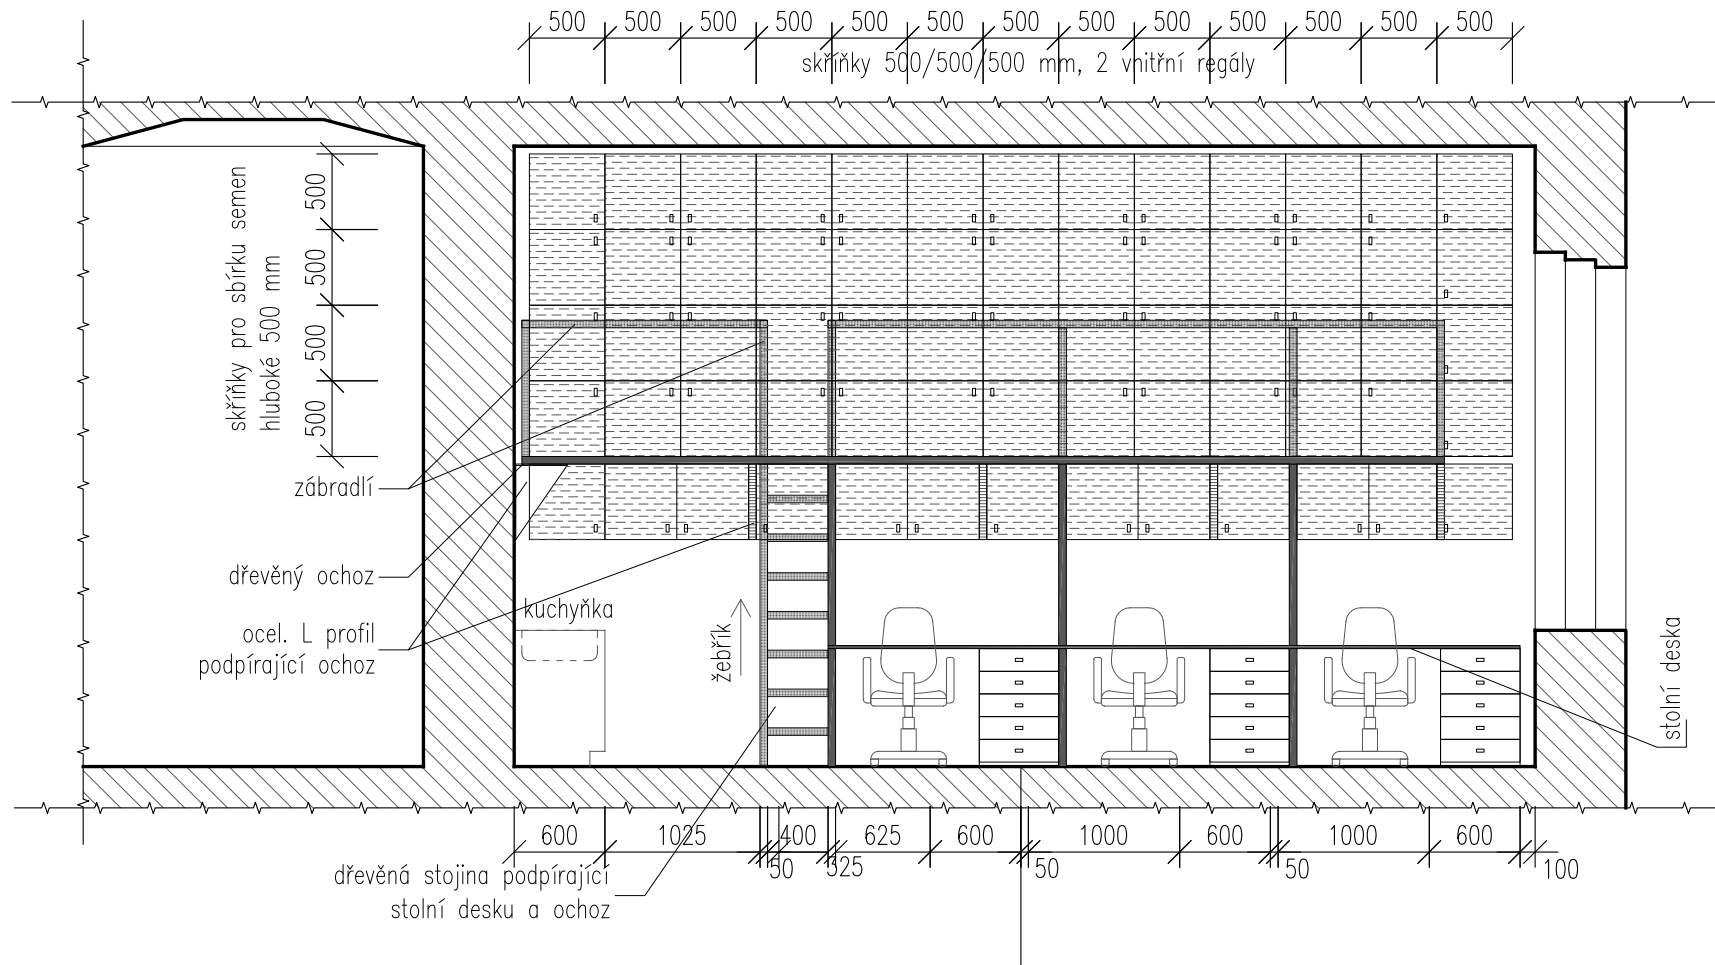 500 500 500 500 500 500 500 500 500 500 500 500 500
skříňky 500/500/500 mm, 2 vnitřní regály
skříňky pro sbírku semen
hluboké 500 mm
500
500
500
500
zábradlí
dřevěný ochoz
ocel. L profil
podpírající ochoz
kuchyňka
žebřík
stolní deska
600 1025 400 625 600 1000 600 1000 600
50 525 50 50 100
dřevěná stojina podpírající
stolní desku a ochoz